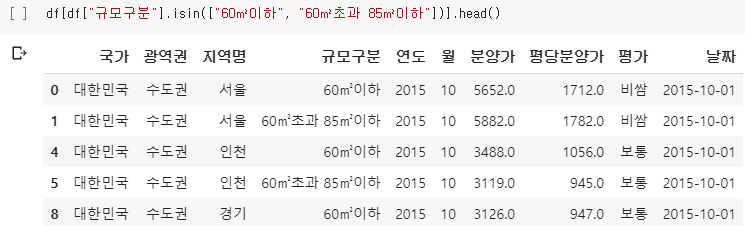 [ ] df[df["규모구분"].isin(["60㎡이하", "60㎡초과 85㎡이하"])].head()
국가 광역권 지역명 규모구분 연도 월 분양가 평당분양가 평가 날짜
0 대한민국 수도권 서울 60㎡이하 2015 10 5652.0 1712.0 비쌈 2015-10-01
1 대한민국 수도권 서울 60㎡초과 85㎡이하 2015 10 5882.0 1782.0 비쌈 2015-10-01
4 대한민국 수도권 인천 60㎡이하 2015 10 3488.0 1056.0 보통 2015-10-01
5 대한민국 수도권 인천 60㎡초과 85㎡이하 2015 10 3119.0 945.0 보통 2015-10-01
8 대한민국 수도권 경기 60㎡이하 2015 10 3126.0 947.0 보통 2015-10-01